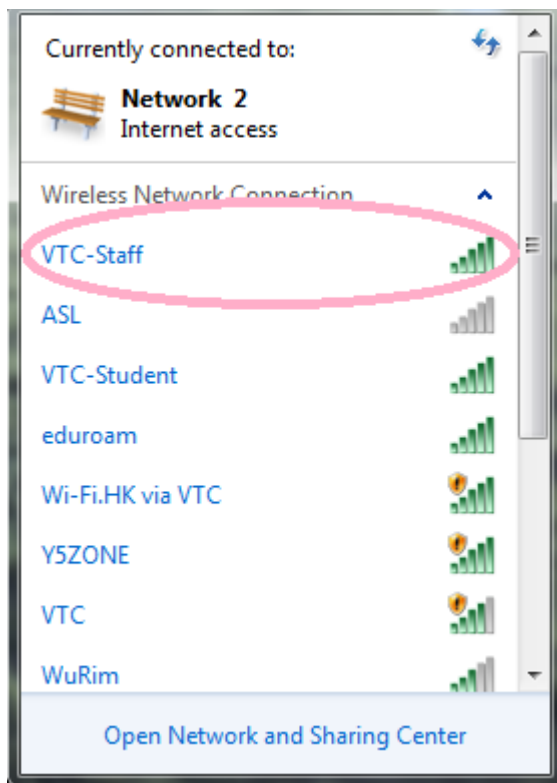 Currently connected to:
Network 2
Internet access
Wireless Network Connection
VTC-Staff
ASL
VTC-Student
eduroam
Wi-Fi.HK via VTC
Y5ZONE
VTC
WuRim
Open Network and Sharing Center